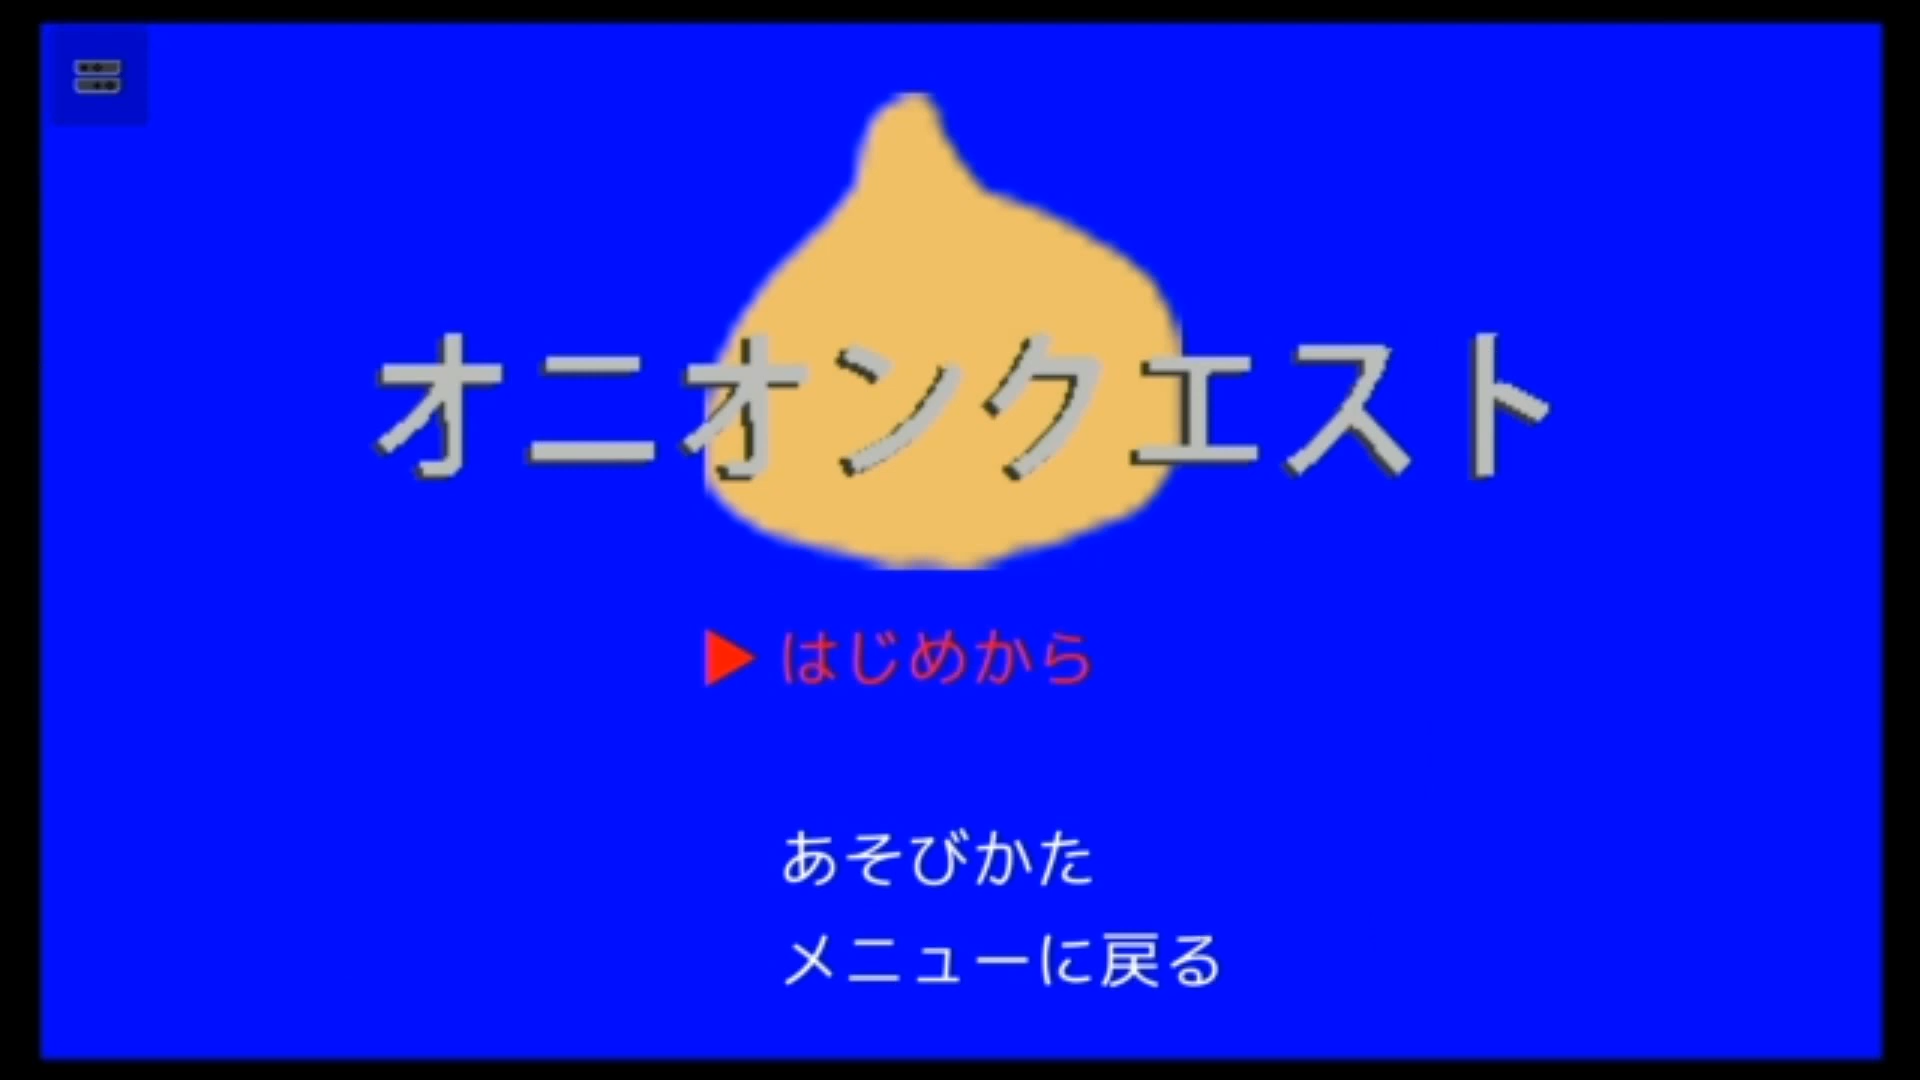 オニオンクエスト
▶ はじめから
あそびかた
メニューに戻る